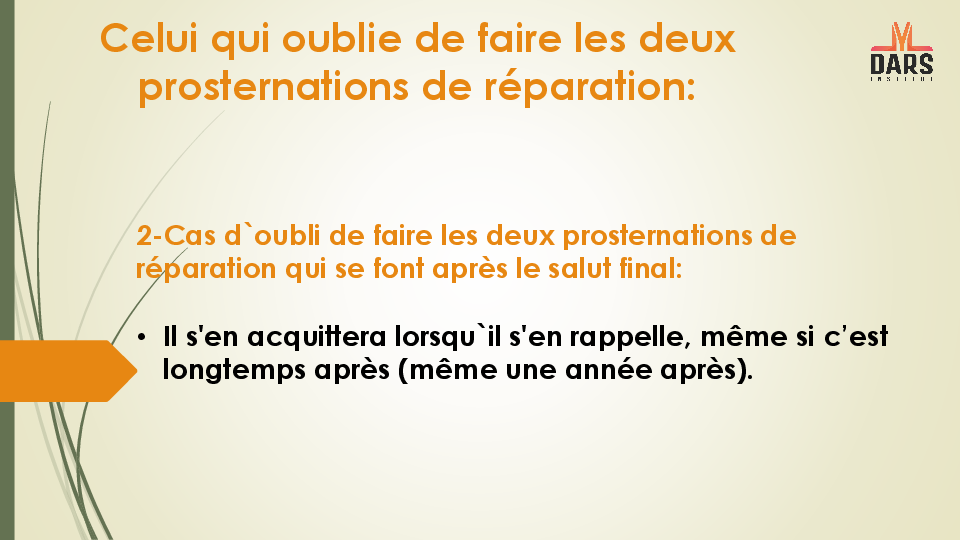 Celui qui oublie de faire les deux
prosternations de réparation:
M
DARS
INSTITUT
2-Cas d`oubli de faire les deux prosternations de
réparation qui se font après le salut final:
• Il s'en acquittera lorsqu`il s'en rappelle, même si c’est
longtemps après (même une année après).